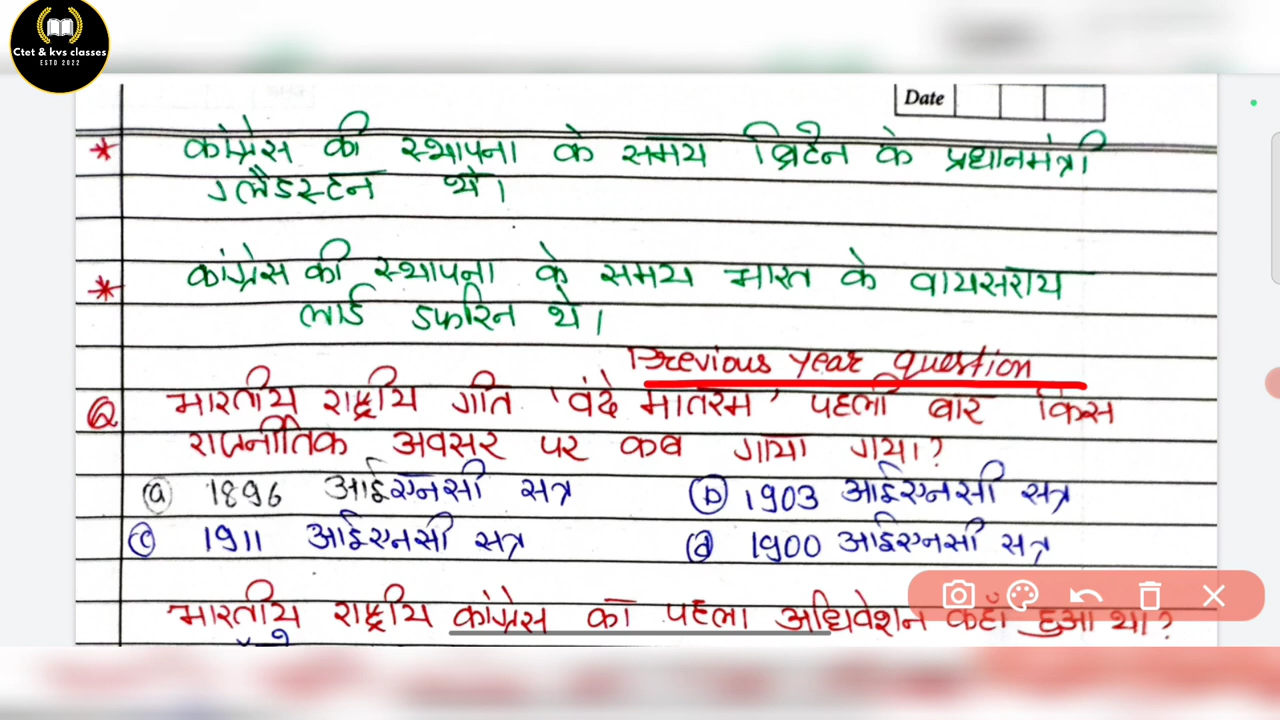 Ctet & kvs classes
ESTD 2022
Date
* कांग्रेस की स्थापना के समय ब्रिटेन के प्रधानमंत्री
ग्लैडस्टन थे।
* कांग्रेस की स्थापना के समय भारत के वायसराय
लार्ड डफरिन थे।
Previous year question
Q भारतीय राष्ट्रीय गीत 'वंदे मातरम' पहली बार किस
राजनीतिक अवसर पर कब गाया गया?
(a) 1896 आईएनसी सत्र (b) 1903 आईएनसी सत्र
(c) 1911 आईएनसी सत्र (d) 1900 आईएनसी सत्र
भारतीय राष्ट्रीय कांग्रेस का पहला अधिवेशन कहाँ हुआ था?